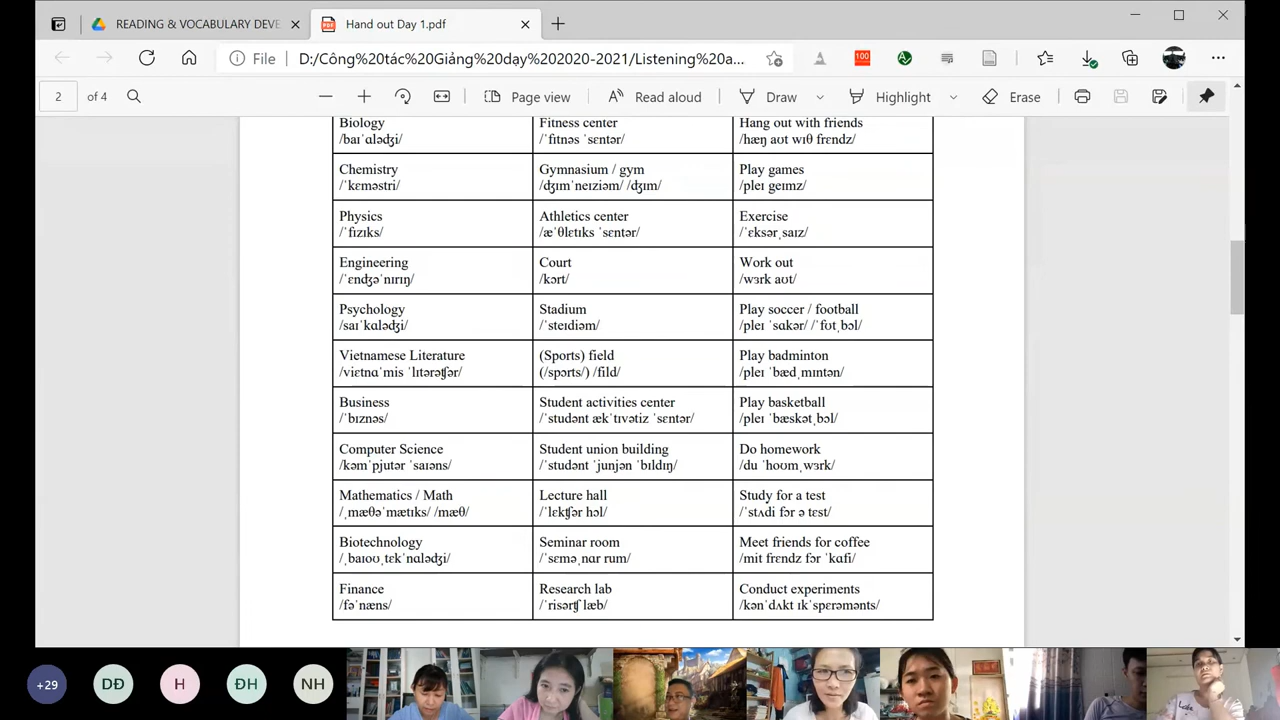 READING & VOCABULARY DEVE
Hand out Day 1.pdf
File
D:/Công%20tác%20Giảng%20dạy%202020-2021/Listening%20a...
100
2
of 4
Page view
Read aloud
Draw
Highlight
Erase
Biology
/baɪˈɑlədʒi/
Fitness center
/ˈfɪtnəs ˈsɛntər/
Hang out with friends
/hæŋ aʊt wɪθ frɛndz/
Chemistry
/ˈkɛməstri/
Gymnasium / gym
/dʒɪmˈneɪziəm/ /dʒɪm/
Play games
/pleɪ geɪmz/
Physics
/ˈfɪzɪks/
Athletics center
/æˈθlɛtɪks ˈsɛntər/
Exercise
/ˈɛksərˌsaɪz/
Engineering
/ˈɛndʒəˈnɪrɪŋ/
Court
/kɔrt/
Work out
/wɜrk aʊt/
Psychology
/saɪˈkɑlədʒi/
Stadium
/ˈsteɪdiəm/
Play soccer / football
/pleɪ ˈsɑkər/ /ˈfʊtˌbɔl/
Vietnamese Literature
/viɛtnɑˈmis ˈlɪtərətʃər/
(Sports) field
(/spɔrts/) /fild/
Play badminton
/pleɪ ˈbædˌmɪntən/
Business
/ˈbɪznəs/
Student activities center
/ˈstudənt ækˈtɪvətiz ˈsɛntər/
Play basketball
/pleɪ ˈbæskətˌbɔl/
Computer Science
/kəmˈpjutər ˈsaɪəns/
Student union building
/ˈstudənt ˈjunjən ˈbɪldɪŋ/
Do homework
/du ˈhoʊmˌwɜrk/
Mathematics / Math
/ˌmæθəˈmætɪks/ /mæθ/
Lecture hall
/ˈlɛktʃər hɔl/
Study for a test
/ˈstʌdi fɔr ə tɛst/
Biotechnology
/ˌbaɪoʊˌtɛkˈnɑlədʒi/
Seminar room
/ˈsɛməˌnɑr rum/
Meet friends for coffee
/mit frɛndz fɔr ˈkɑfi/
Finance
/fəˈnæns/
Research lab
/ˈrisərtʃ læb/
Conduct experiments
/kənˈdʌkt ɪkˈspɛrəmənts/
+29
DĐ
H
ĐH
NH